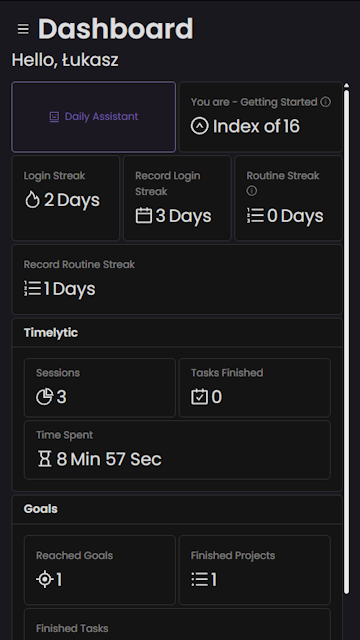 Dashboard
Hello, Łukasz
Daily Assistant
You are - Getting Started
Index of 16
Login Streak
2 Days
Record Login
Streak
3 Days
Routine Streak
0 Days
Record Routine Streak
1 Days
Timelytic
Sessions
3
Tasks Finished
0
Time Spent
8 Min 57 Sec
Goals
Reached Goals
1
Finished Projects
1
Finished Tasks